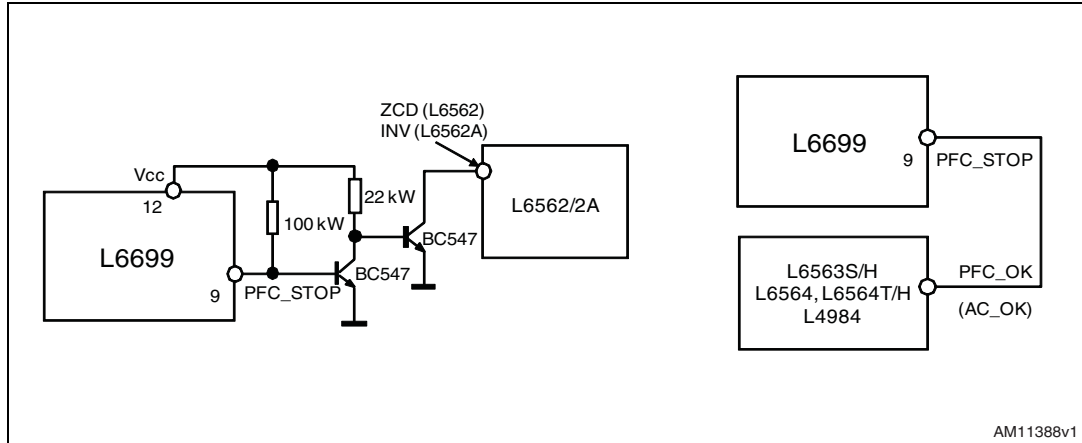 ZCD (L6562)
INV (L6562A)
Vcc
12
22 kW
100 kW
L6699
9
PFC_STOP
BC547
BC547
L6562/2A
L6699
9
PFC_STOP
L6563S/H
L6564, L6564T/H
L4984
PFC_OK
(AC_OK)
AM11388v1